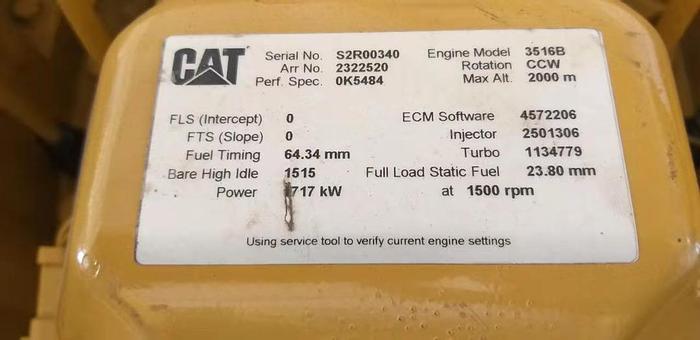 CAT
Serial No. S2R00340 Engine Model 3516B
Arr No. 2322520 Rotation CCW
Perf. Spec. 0K5484 Max Alt. 2000 m
FLS (Intercept) 0 ECM Software 4572206
FTS (Slope) 0 Injector 2501306
Fuel Timing 64.34 mm Turbo 1134779
Bare High Idle 1515 Full Load Static Fuel 23.80 mm
Power 1717 kW at 1500 rpm
Using service tool to verify current engine settings